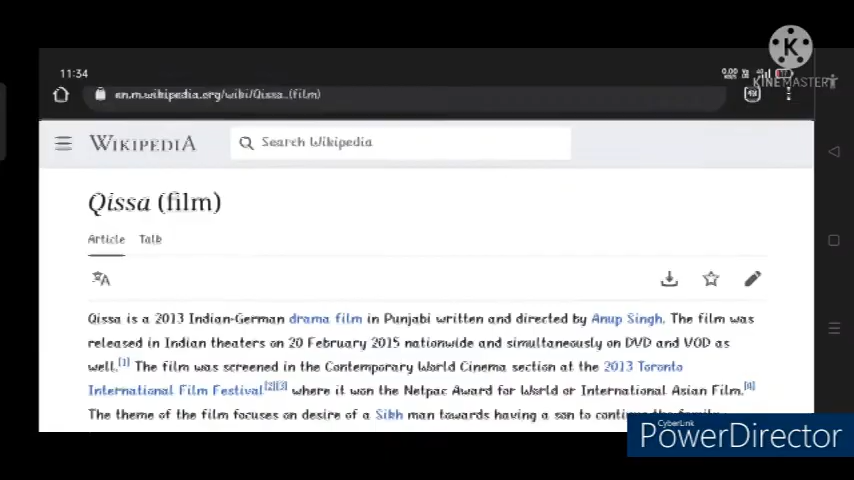 KINEMASTER
11:34
en.m.wikipedia.org/wiki/Qissa_(film)
WIKIPEDIA
Search Wikipedia
Qissa (film)
Article Talk
Qissa is a 2013 Indian-German drama film in Punjabi written and directed by Anup Singh. The film was
released in Indian theaters on 20 February 2015 nationwide and simultaneously on DVD and VOD as
well.[1] The film was screened in the Contemporary World Cinema section at the 2013 Toronto
International Film Festival[2][3] where it won the Netpac Award for World or International Asian Film.[4]
The theme of the film focuses on desire of a Sikh man towards having a son to continue the family
CyberLink
PowerDirector